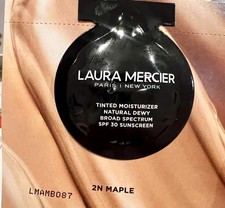 LAURA MERCIER
PARIS | NEW YORK
TINTED MOISTURIZER
NATURAL DEWY
BROAD SPECTRUM
SPF 30 SUNSCREEN
LMAMB087
2N MAPLE